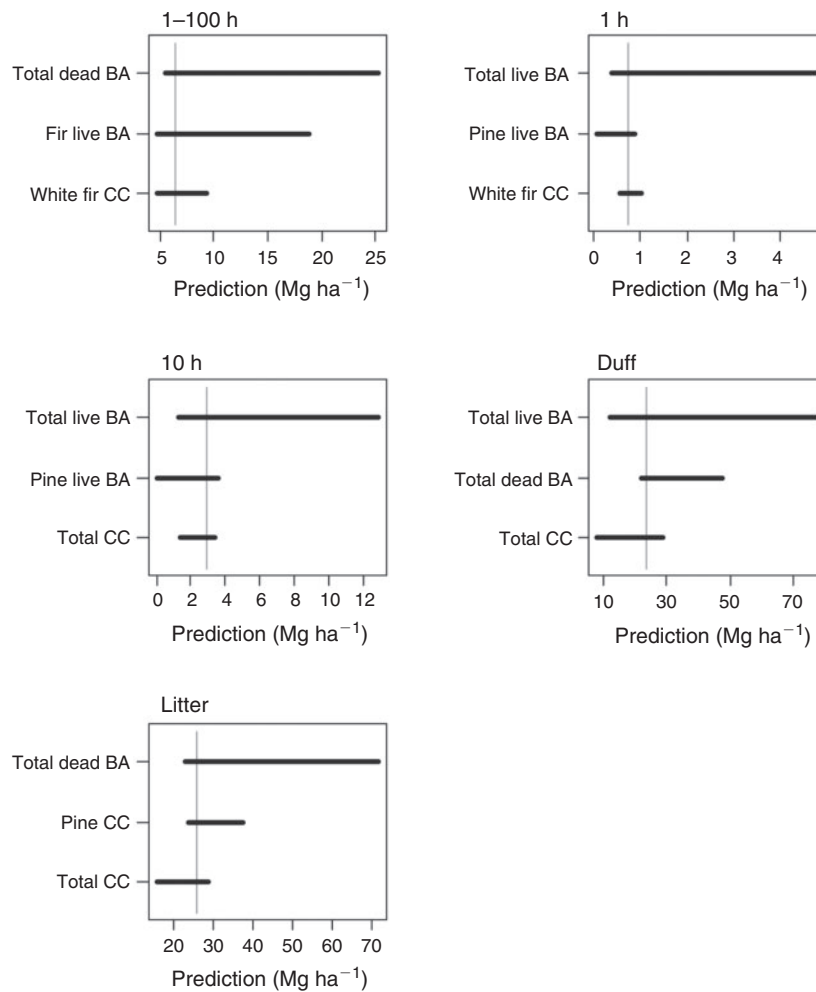 1–100 h
Total dead BA
Fir live BA
White fir CC
5 10 15 20 25
Prediction (Mg ha⁻¹)
1 h
Total live BA
Pine live BA
White fir CC
0 1 2 3 4
Prediction (Mg ha⁻¹)
10 h
Total live BA
Pine live BA
Total CC
0 2 4 6 8 10 12
Prediction (Mg ha⁻¹)
Duff
Total live BA
Total dead BA
Total CC
10 30 50 70
Prediction (Mg ha⁻¹)
Litter
Total dead BA
Pine CC
Total CC
20 30 40 50 60 70
Prediction (Mg ha⁻¹)